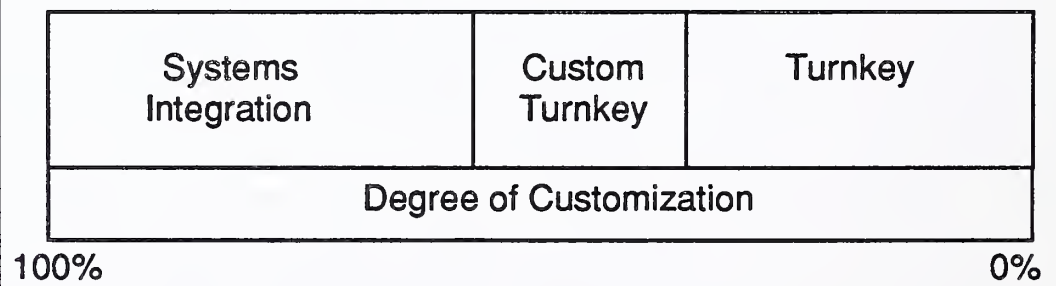 Systems
Integration
Custom
Turnkey
Turnkey
Degree of Customization
100%
0%